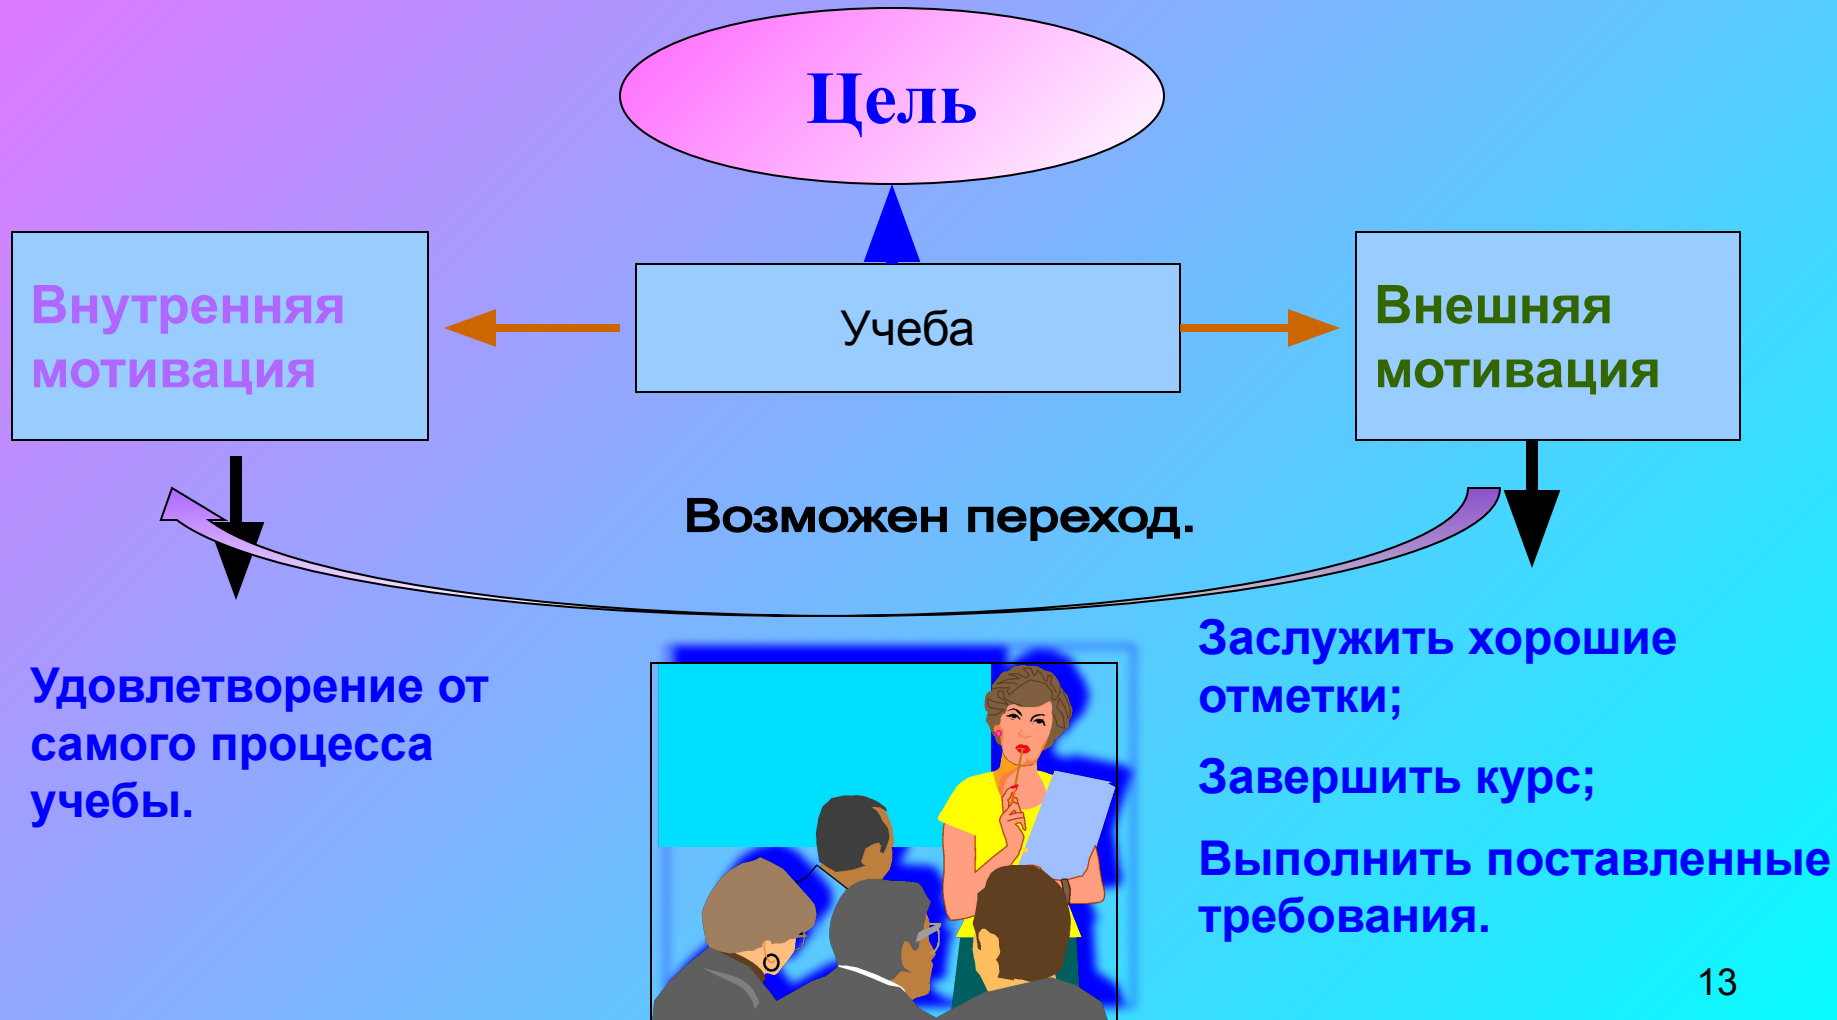 Цель
Внутренняя
мотивация
Учеба
Внешняя
мотивация
Возможен переход.
Удовлетворение от
самого процесса
учебы.
Заслужить хорошие
отметки;
Завершить курс;
Выполнить поставленные
требования.
13